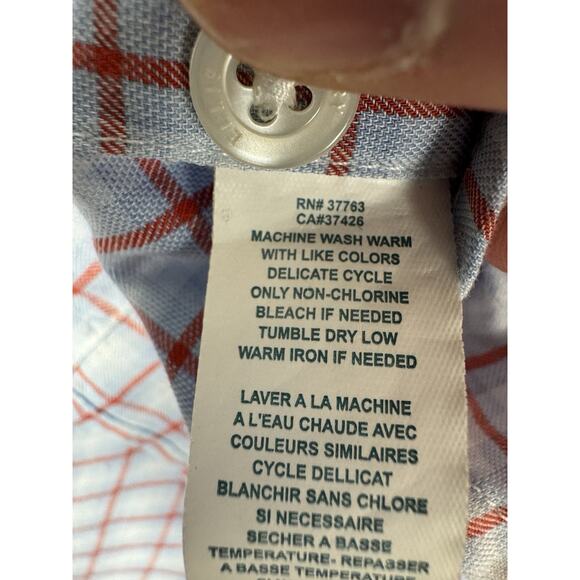 RN# 37763
CA#37426
MACHINE WASH WARM
WITH LIKE COLORS
DELICATE CYCLE
ONLY NON-CHLORINE
BLEACH IF NEEDED
TUMBLE DRY LOW
WARM IRON IF NEEDED
LAVER A LA MACHINE
A L'EAU CHAUDE AVEC
COULEURS SIMILAIRES
CYCLE DELLICAT
BLANCHIR SANS CHLORE
SI NECESSAIRE
SECHER A BASSE
TEMPERATURE- REPASSER
A BASSE TEMPERATURE